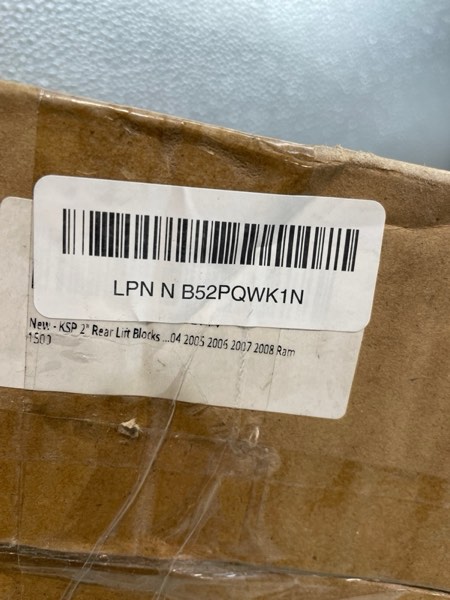 LPN N B52PQWK1N
New - KSP 2" Rear Lift Blocks ...04 2005 2006 2007 2008 Ram
1500